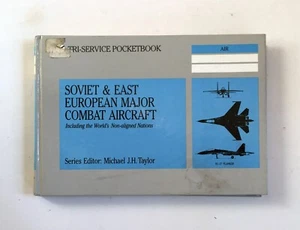 TRI-SERVICE POCKETBOOK
AIR
SOVIET & EAST
EUROPEAN MAJOR
COMBAT AIRCRAFT
Including the World's Non-aligned Nations
Series Editor: Michael J.H. Taylor